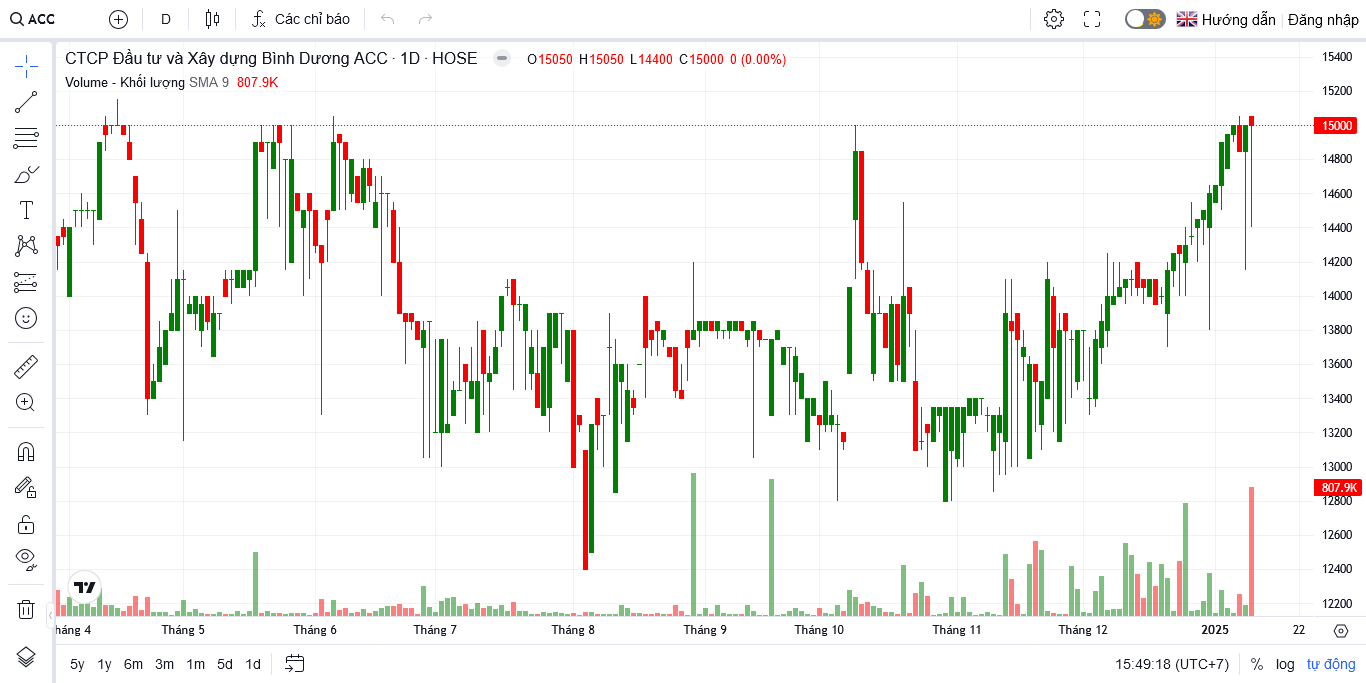 ACC D Các chỉ báo Hướng dẫn Đăng nhập
CTCP Đầu tư và Xây dựng Bình Dương ACC · 1D · HOSE O15050 H15050 L14400 C15000 0 (0.00%)
Volume - Khối lượng SMA 9 807.9K
15400
15200
15000
14800
14600
14400
14200
14000
13800
13600
13400
13200
13000
807.9K
12800
12600
12400
12200
háng 4 Tháng 5 Tháng 6 Tháng 7 Tháng 8 Tháng 9 Tháng 10 Tháng 11 Tháng 12 2025 22
5y 1y 6m 3m 1m 5d 1d 15:49:18 (UTC+7) % log tự động